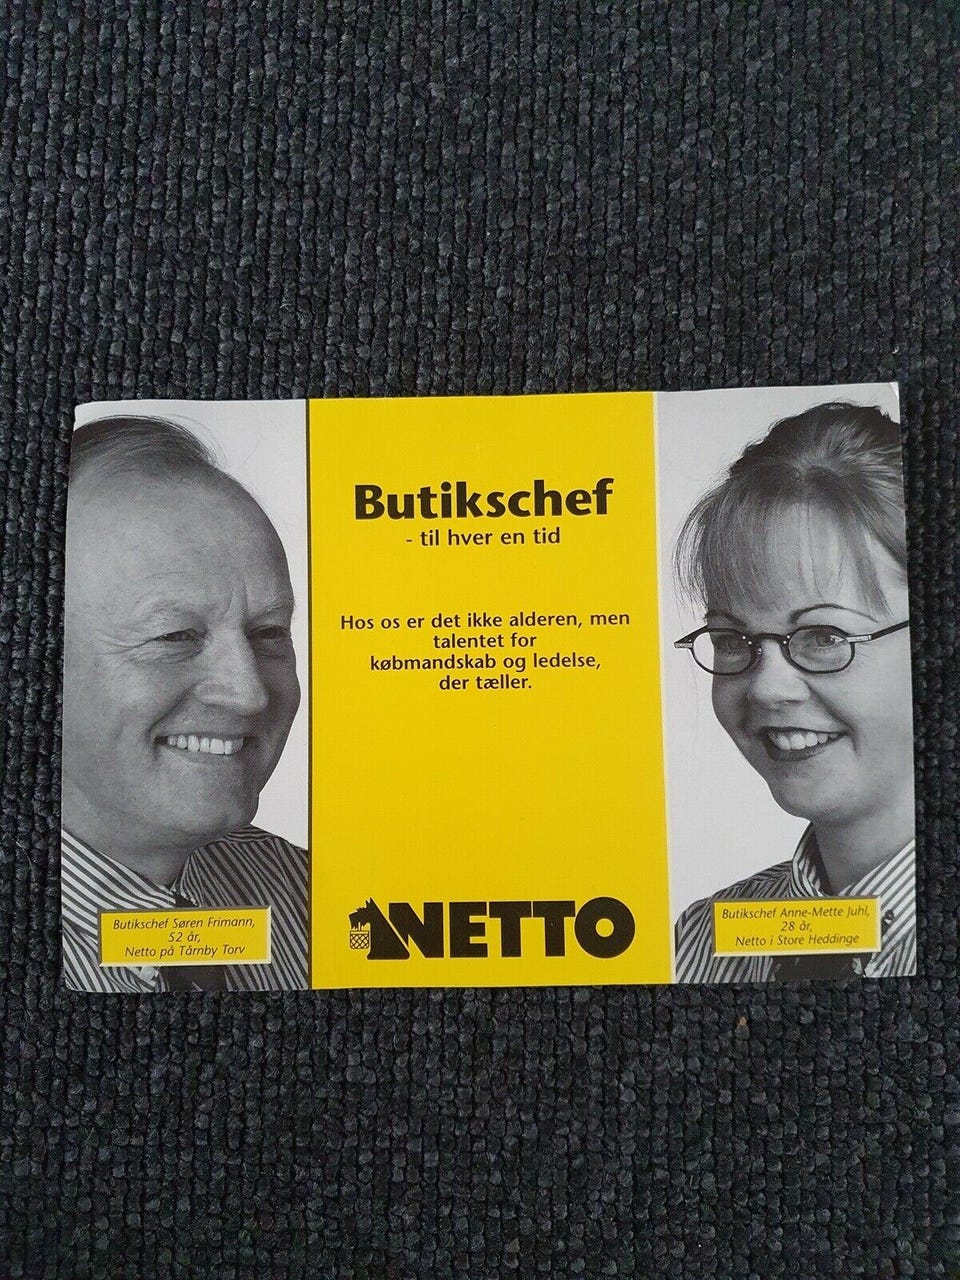 Butikschef
- til hver en tid
Hos os er det ikke alderen, men
talentet for
købmandskab og ledelse,
der tæller.
Butikschef Søren Frimann,
52 år,
Netto på Tårnby Torv
NETTO
Butikschef Anne-Mette Juhl,
28 år,
Netto i Store Heddinge